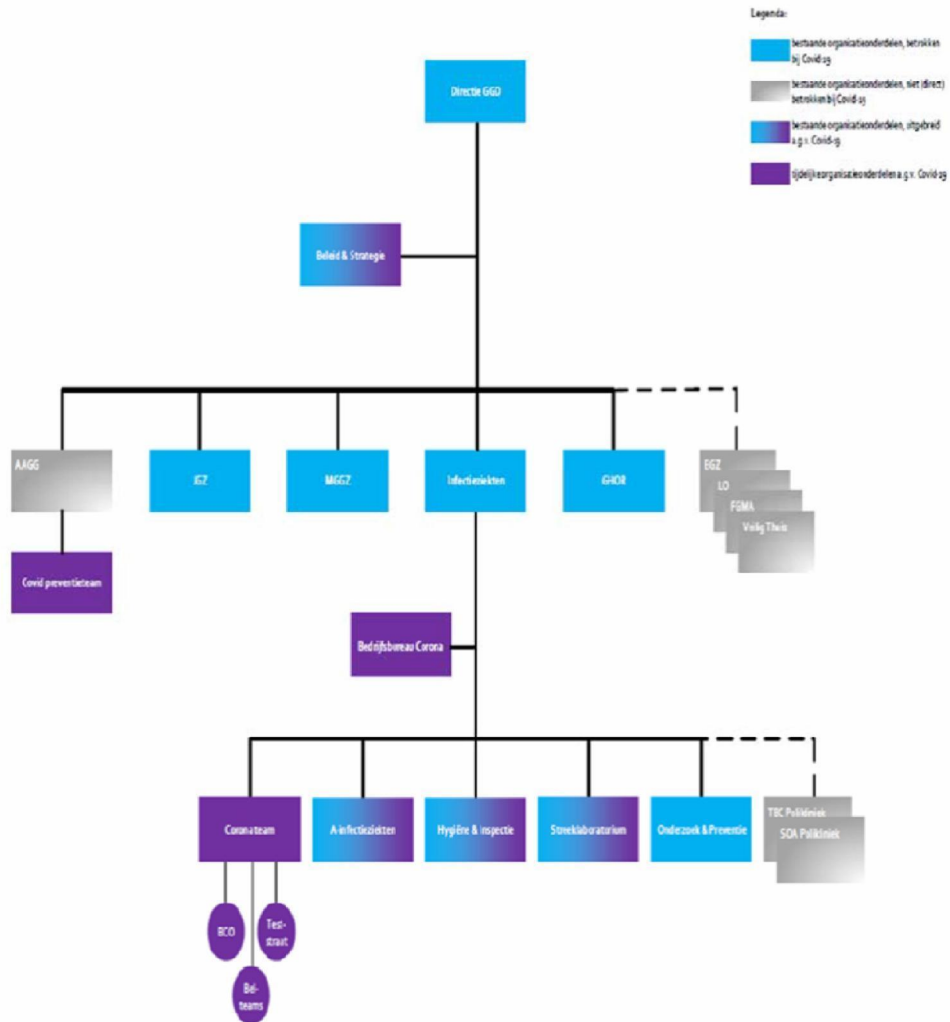 Legenda:
bestaande organisatieonderdelen, betrokken
bij Covid-19
bestaande organisatieonderdelen, niet (direct)
betrokken bij Covid-19
bestaande organisatieonderdelen, uitgebreid
a.g.v. Covid-19
tijdelijke organisatieonderdelen a.g.v. Covid-19
Directie GGD
Beleid & Strategie
AAGG
JGZ
MGGZ
Infectieziekten
GHOR
EGZ
LO
FGMA
Veilig Thuis
Covid preventieteam
Bedrijfsbureau Corona
Corona team
A-infectieziekten
Hygiëne & Inspectie
Streeklaboratorium
Onderzoek & Preventie
TBC Polikliniek
SOA Polikliniek
BCO
Test-
straat
Bel-
teams